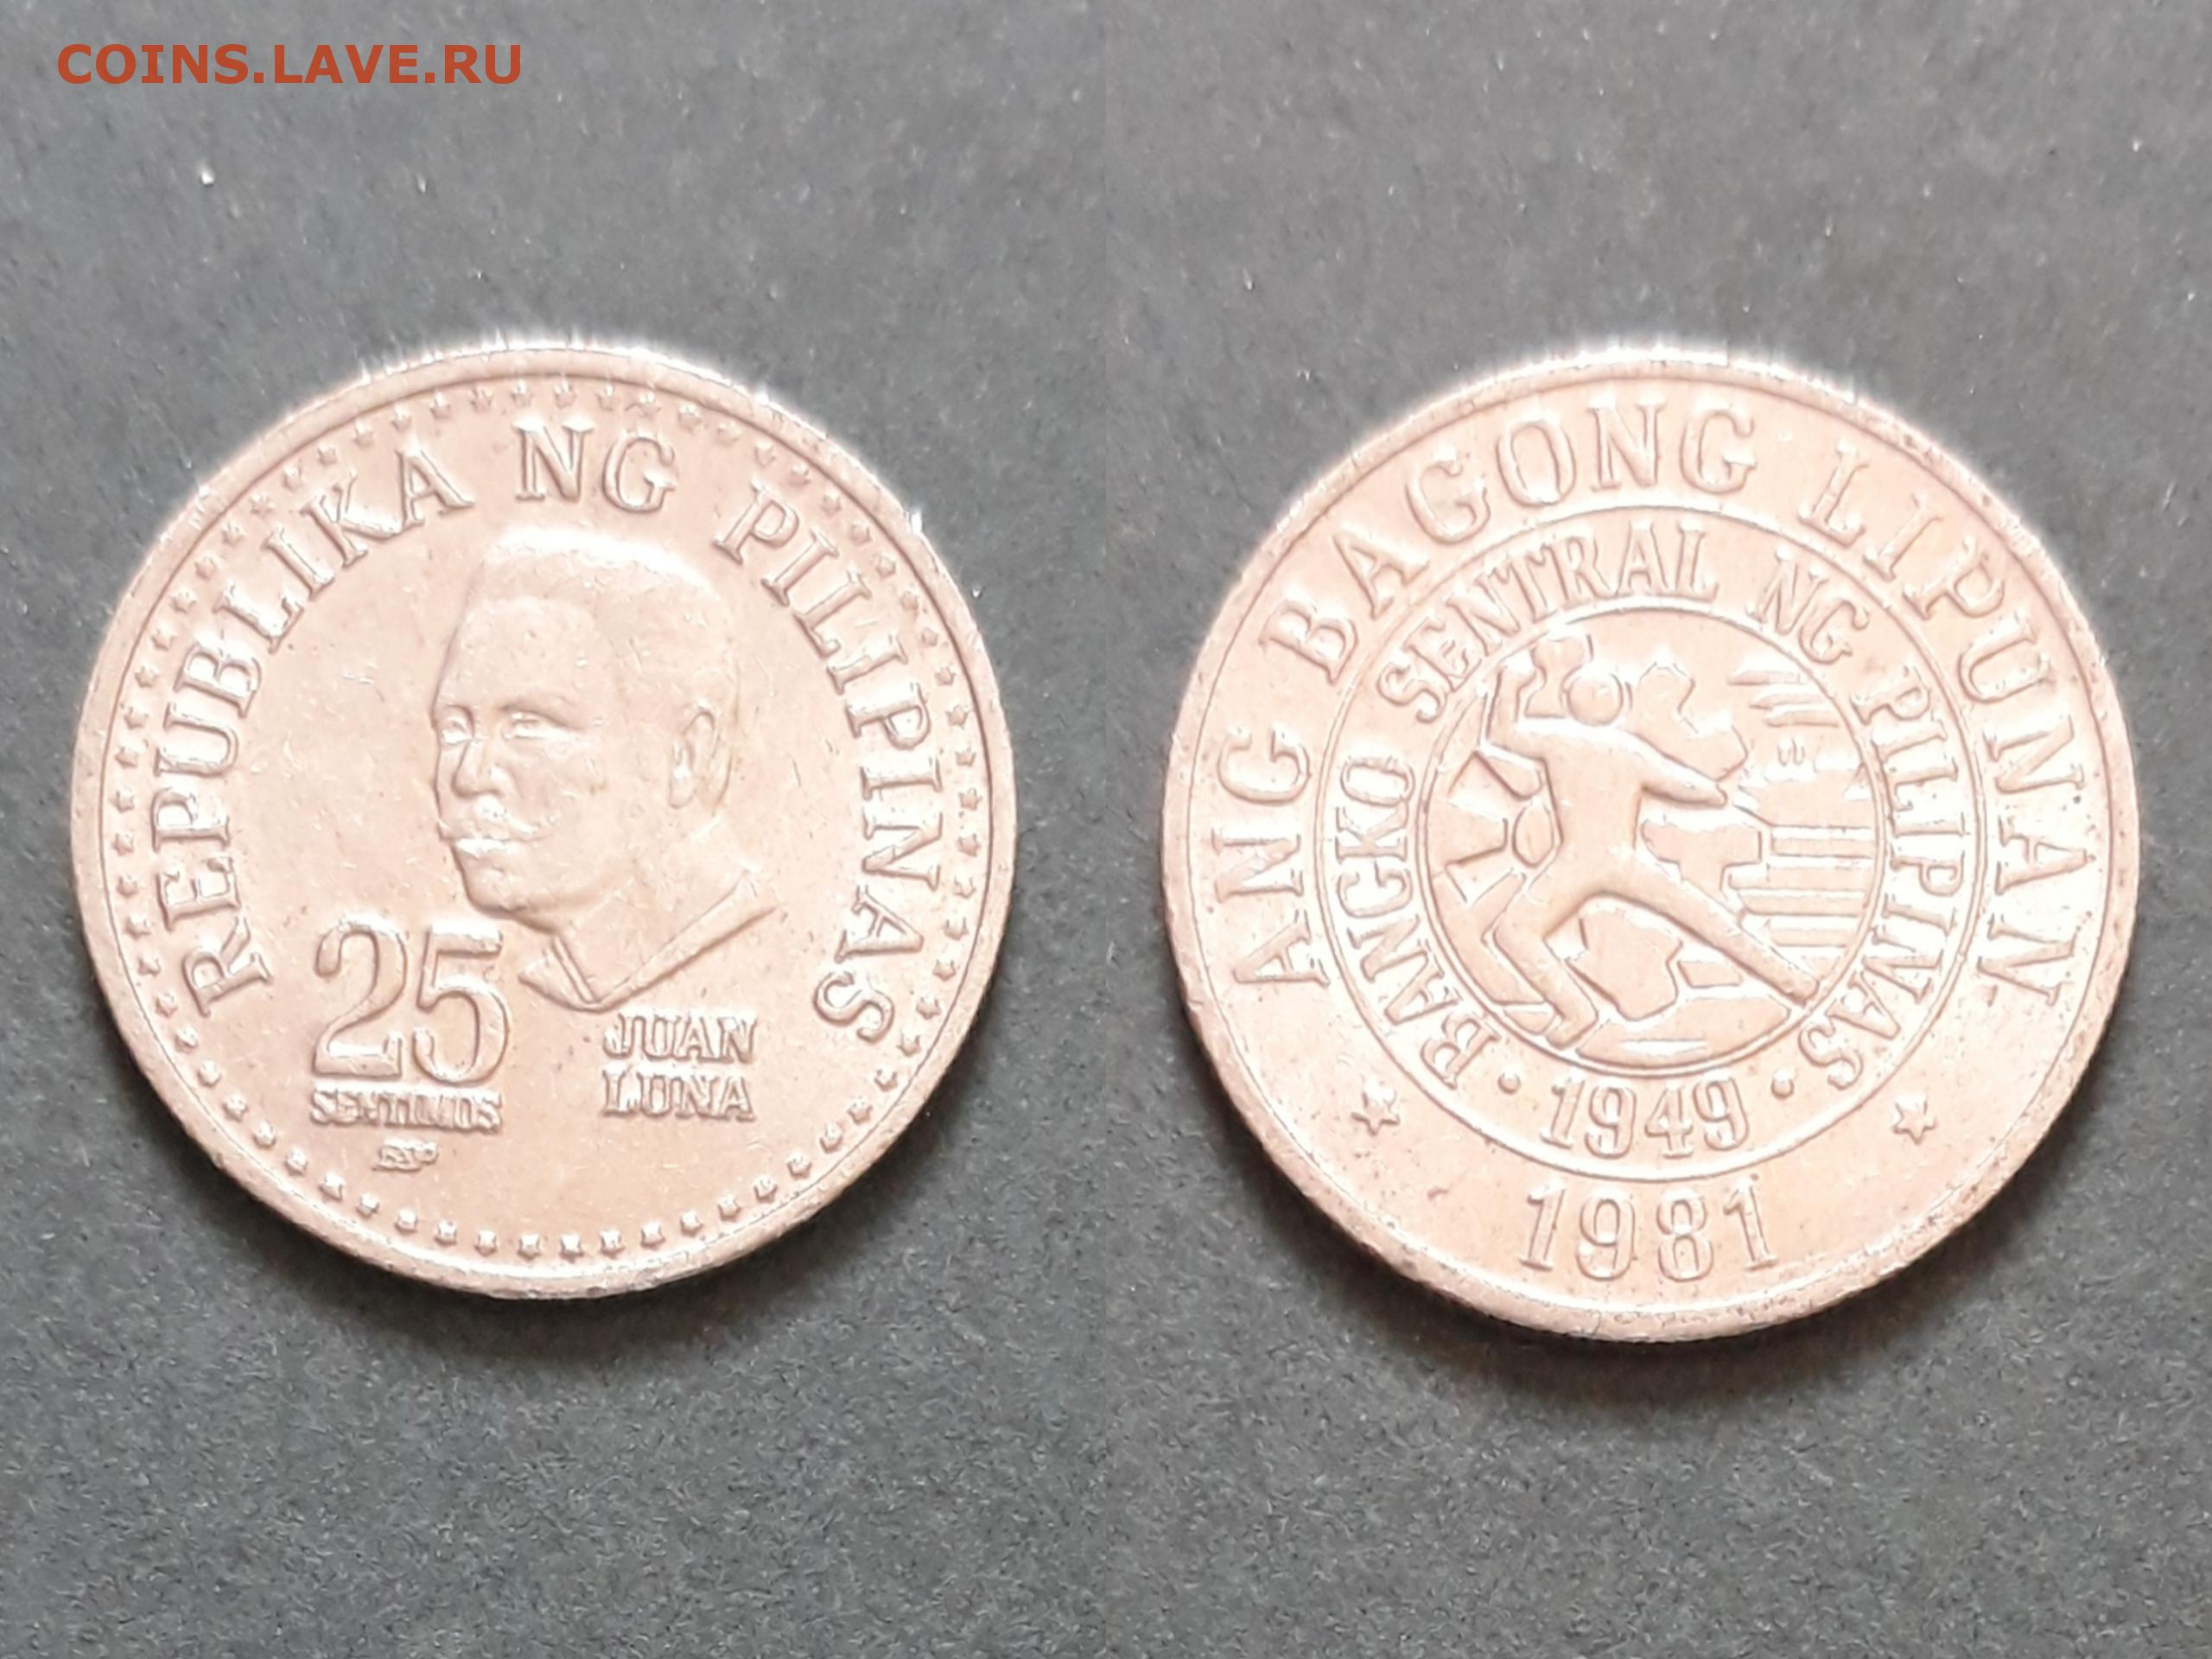 COINS.LAVE.RU
REPUBLIKA NG PILIPINAS
25
SENTIMOS
JUAN
LUNA
BSP
ANG BAGONG LIPUNAN
BANGKO SENTRAL NG PILIPINAS
· 1949 ·
1981